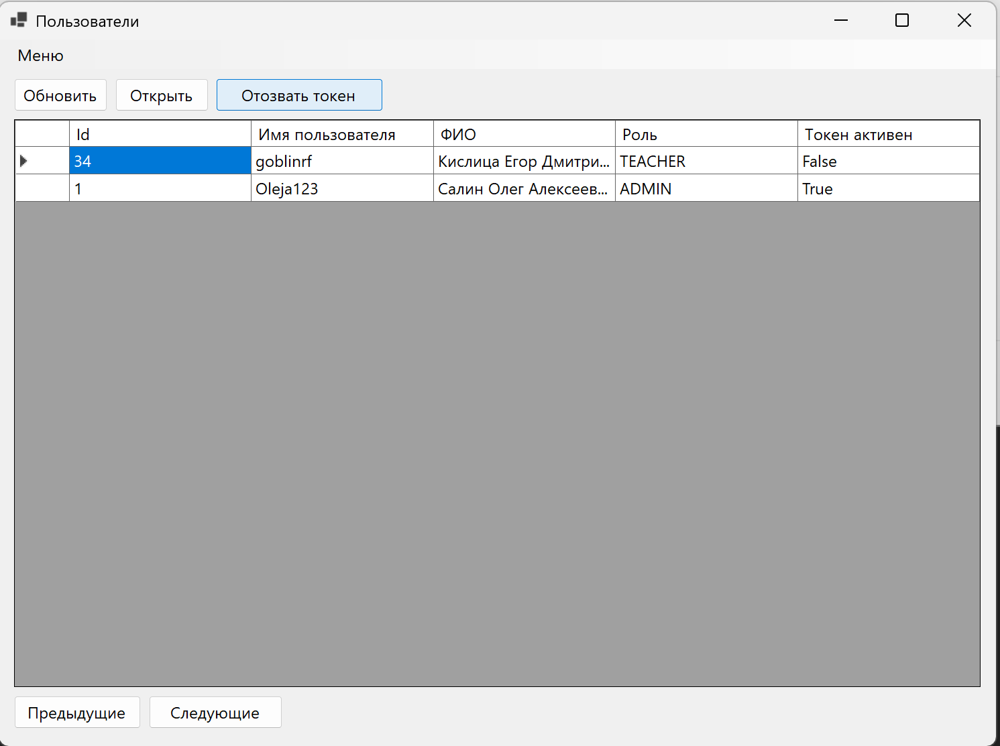 Пользователи
Меню
Обновить Открыть Отозвать токен
Id Имя пользователя ФИО Роль Токен активен
34 goblinrf Кислица Егор Дмитри... TEACHER False
1 Oleja123 Салин Олег Алексеев... ADMIN True
Предыдущие Следующие